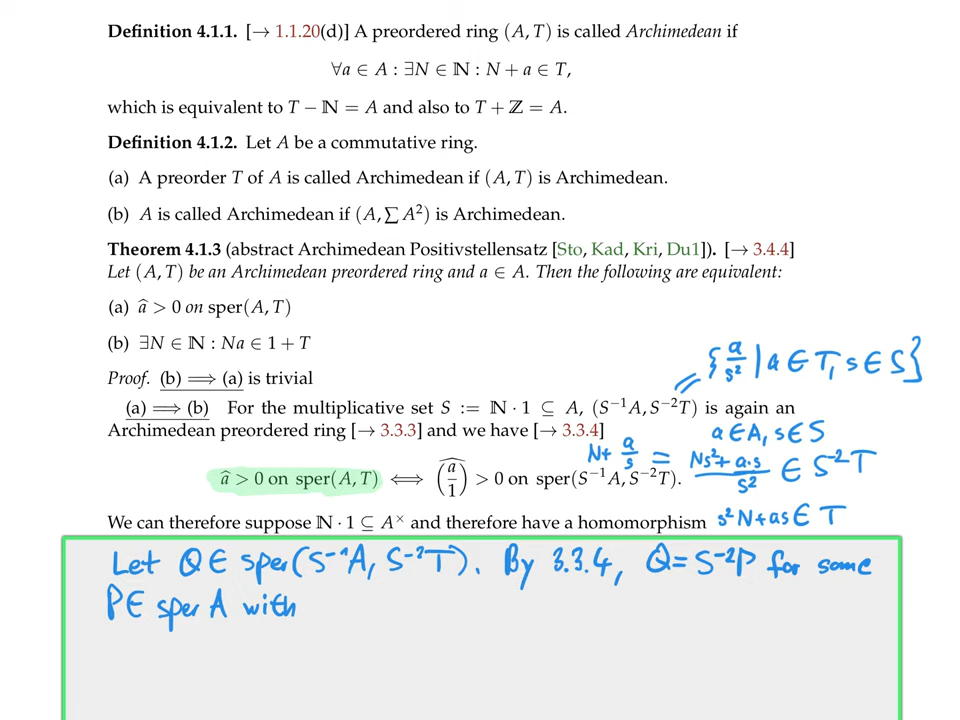 Definition 4.1.1. [→ 1.1.20(d)] A preordered ring (A, T) is called Archimedean if
∀a ∈ A : ∃N ∈ ℕ : N + a ∈ T,
which is equivalent to T − ℕ = A and also to T + ℤ = A.
Definition 4.1.2. Let A be a commutative ring.
(a) A preorder T of A is called Archimedean if (A, T) is Archimedean.
(b) A is called Archimedean if (A, ∑ A²) is Archimedean.
Theorem 4.1.3 (abstract Archimedean Positivstellensatz [Sto, Kad, Kri, Du1]). [→ 3.4.4]
Let (A, T) be an Archimedean preordered ring and a ∈ A. Then the following are equivalent:
(a) â > 0 on sper(A, T)
(b) ∃N ∈ ℕ : Na ∈ 1 + T
= {a/s² | a ∈ T, s ∈ S}
Proof. (b) ⟹ (a) is trivial
(a) ⟹ (b) For the multiplicative set S := ℕ · 1 ⊆ A, (S⁻¹A, S⁻²T) is again an
Archimedean preordered ring [→ 3.3.3] and we have [→ 3.3.4]
a ∈ A, s ∈ S
N + a/s = (Ns² + a·s)/s² ∈ S⁻²T
â > 0 on sper(A, T) ⟺ \widehat{(a/1)} > 0 on sper(S⁻¹A, S⁻²T).
We can therefore suppose ℕ · 1 ⊆ A^× and therefore have a homomorphism
s²N + as ∈ T
Let Q ∈ sper(S⁻¹A, S⁻²T). By 3.3.4, Q = S⁻²P for some
P ∈ sper A with